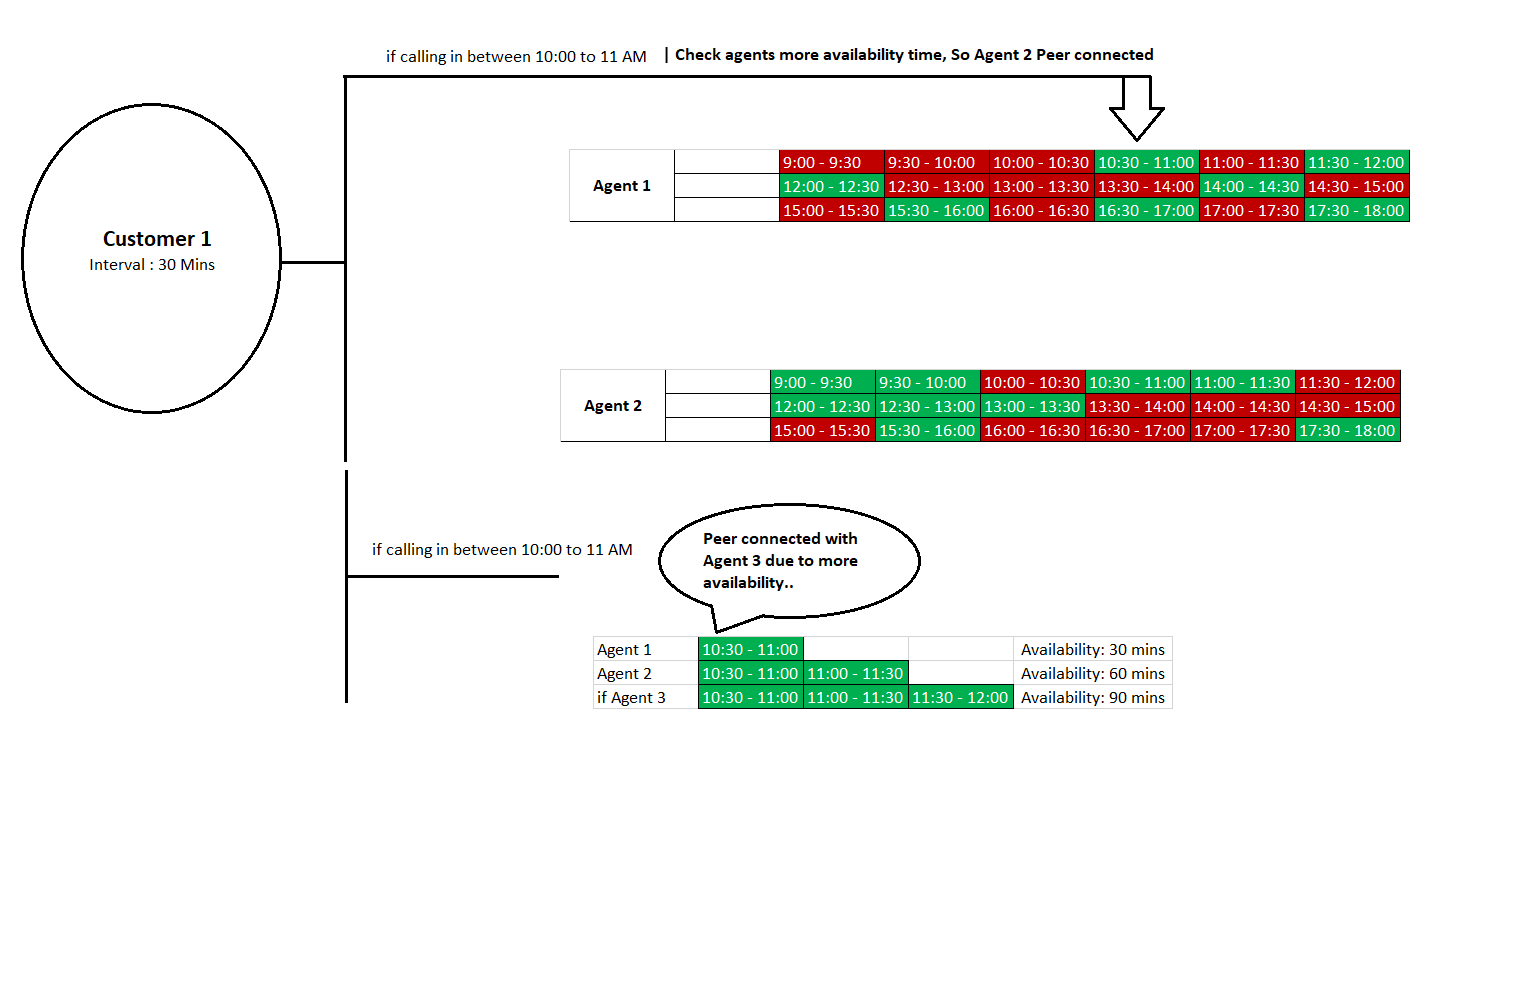 if calling in between 10:00 to 11 AM | Check agents more availability time, So Agent 2 Peer connected
Customer 1
Interval : 30 Mins
Agent 1
9:00 - 9:30 9:30 - 10:00 10:00 - 10:30 10:30 - 11:00 11:00 - 11:30 11:30 - 12:00
12:00 - 12:30 12:30 - 13:00 13:00 - 13:30 13:30 - 14:00 14:00 - 14:30 14:30 - 15:00
15:00 - 15:30 15:30 - 16:00 16:00 - 16:30 16:30 - 17:00 17:00 - 17:30 17:30 - 18:00
Agent 2
9:00 - 9:30 9:30 - 10:00 10:00 - 10:30 10:30 - 11:00 11:00 - 11:30 11:30 - 12:00
12:00 - 12:30 12:30 - 13:00 13:00 - 13:30 13:30 - 14:00 14:00 - 14:30 14:30 - 15:00
15:00 - 15:30 15:30 - 16:00 16:00 - 16:30 16:30 - 17:00 17:00 - 17:30 17:30 - 18:00
if calling in between 10:00 to 11 AM
Peer connected with
Agent 3 due to more
availability..
Agent 1 10:30 - 11:00 Availability: 30 mins
Agent 2 10:30 - 11:00 11:00 - 11:30 Availability: 60 mins
if Agent 3 10:30 - 11:00 11:00 - 11:30 11:30 - 12:00 Availability: 90 mins